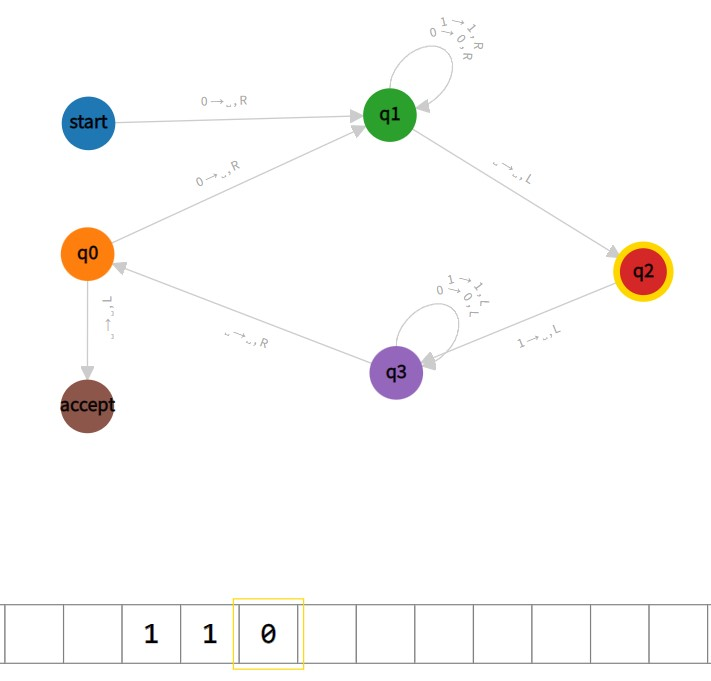 1→1,R
0→0,R
0→␣,R
start
q1
0→␣,R
␣→␣,L
q0
q2
1→1,L
0→0,L
␣→␣,L
␣→␣,R
1→␣,L
q3
accept
1 1 0